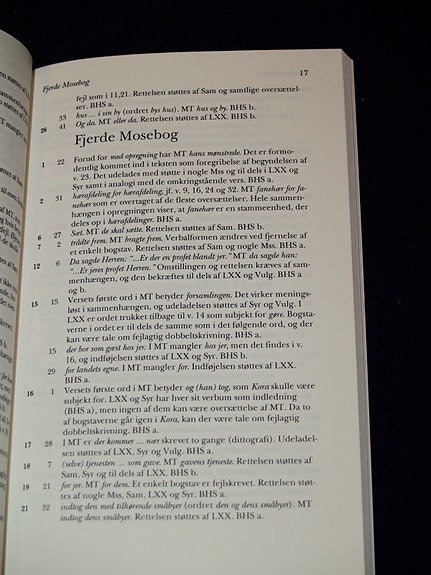 Fjerde Mosebog 17
fejl som i 11,21. Rettelsen støttes af Sam og samtlige oversættel-
ser. BHS a.
33 hus ... i sin by (ordret bys hus). MT hus og by. BHS b.
26 41 Og da. MT eller da. Rettelsen støttes af LXX. BHS a.
Fjerde Mosebog
1 22 Forud for med opregning har MT hans mønstrede. Det er formo-
dentlig kommet ind i teksten som foregribelse af begyndelsen af
v. 23. Det udelades med støtte i nogle Mss og til dels i LXX og
Syr samt i analogi med de omkringstående vers. BHS a.
2 31 hærafdeling for hærafdeling, jf. v. 9, 16, 24 og 32. MT fanehær for fa-
nehær som er overtaget af de fleste oversættelser. Hele sammen-
hængen i opregningen viser, at fanehær er en stammeenhed, der
deles op i hærafdelinger. BHS a.
6 27 Sæt. MT de skal sætte. Rettelsen støttes af Sam. BHS b.
7 2 trådte frem. MT bragte frem. Verbalformen ændres ved fjernelse af
et enkelt bogstav. Rettelsen støttes af Sam og nogle Mss. BHS a.
12 6 Da sagde Herren: "...Er der en profet blandt jer." MT da sagde han:
"...Er jeres profet Herren." Omstillingen og rettelsen kræves af sam-
menhængen, og den bekræftes til dels af LXX og Vulg. BHS a
og b.
15 15 Versets første ord i MT betyder forsamlingen. Det virker menings-
løst i sammenhængen, og udeladelsen støttes af Syr og Vulg. I
LXX er ordet trukket tilbage til v. 14 som subjekt for gøre. Bogsta-
verne i ordet er til dels de samme som i det følgende ord, og der
kan være tale om fejlagtig dobbeltskrivning. BHS a.
15 der bor som gæst hos jer. I MT mangler hos jer, men det findes i v.
16, og indføjelsen støttes af LXX og Syr. BHS b.
29 for landets egne. I MT mangler for. Indføjelsen støttes af LXX.
BHS a.
16 1 Versets første ord i MT betyder og (han) tog, som Kora skulle være
subjekt for. LXX og Syr har hver sit verbum som indledning
(BHS a), men ingen af dem kan være oversættelse af MT. Da to
af bogstaverne går igen i Kora, kan der være tale om fejlagtig
dobbeltskrivning. BHS a.
17 28 I MT er der kommer ... nær skrevet to gange (dittografi). Udeladel-
sen støttes af LXX, Syr og Vulg. BHS a.
18 7 (selve) tjenesten ... som gave. MT gavens tjeneste. Rettelsen støttes af
Sam, Syr og til dels af LXX. BHS b.
19 21 for jer. MT for dem. Et enkelt bogstav er fejlskrevet. Rettelsen støt-
tes af nogle Mss, Sam, LXX og Syr. BHS a.
21 32 indtog den med tilhørende småbyer (ordret den og dens småbyer). MT
indtog dens småbyer. Rettelsen støttes af LXX. BHS a.